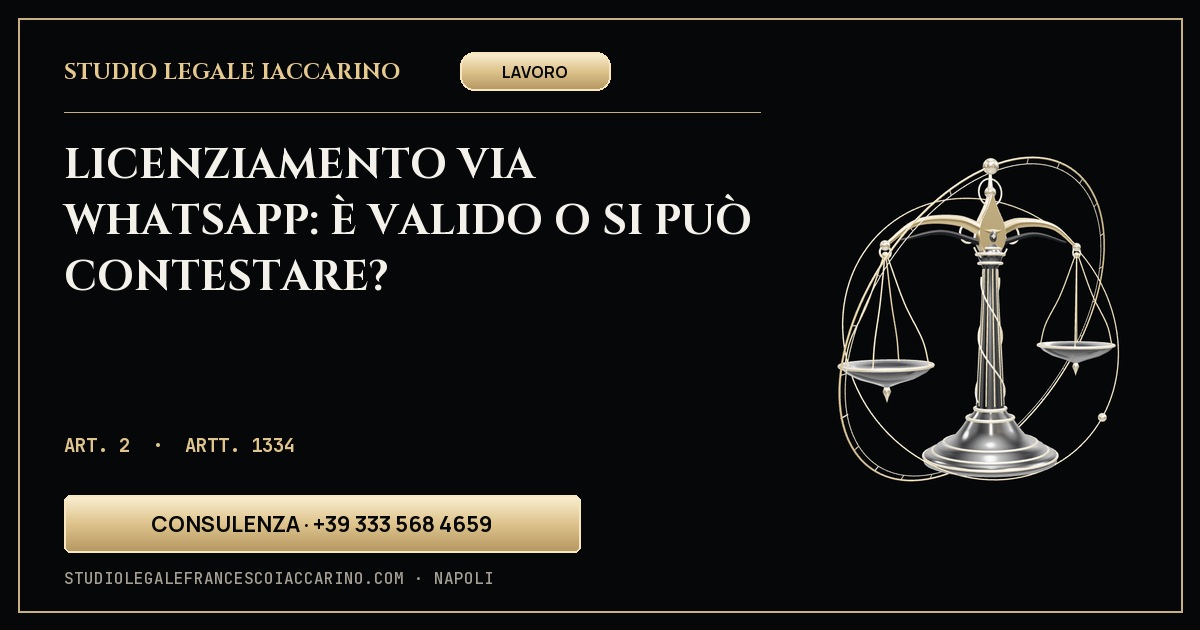 STUDIO LEGALE IACCARINO
LAVORO
LICENZIAMENTO VIA
WHATSAPP: È VALIDO O SI PUÒ
CONTESTARE?
ART. 2 · ARTT. 1334
CONSULENZA · +39 333 568 4659
STUDIOLEGALEFRANCESCOIACCARINO.COM · NAPOLI